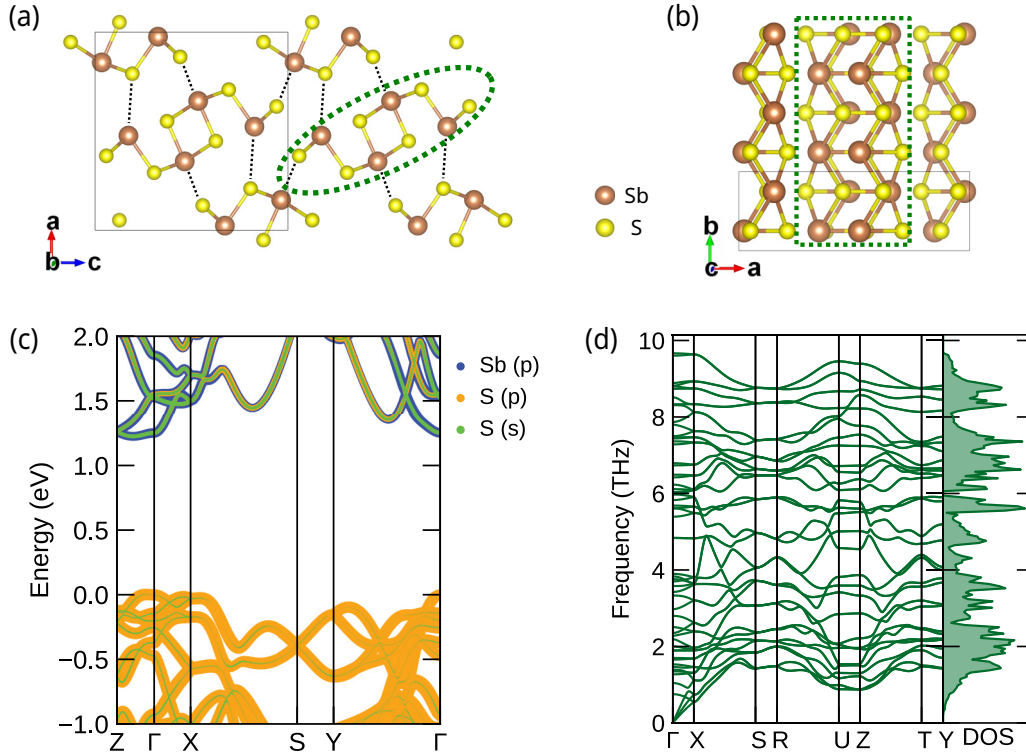 (a)
(b)
a
b c
Sb
S
b
c a
(c)
2.0
1.5
1.0
0.5
0.0
−0.5
−1.0
Energy (eV)
Z Γ X S Y Γ
Sb (p)
S (p)
S (s)
(d)
10
8
6
4
2
0
Frequency (THz)
Γ X S R U Z T Y DOS